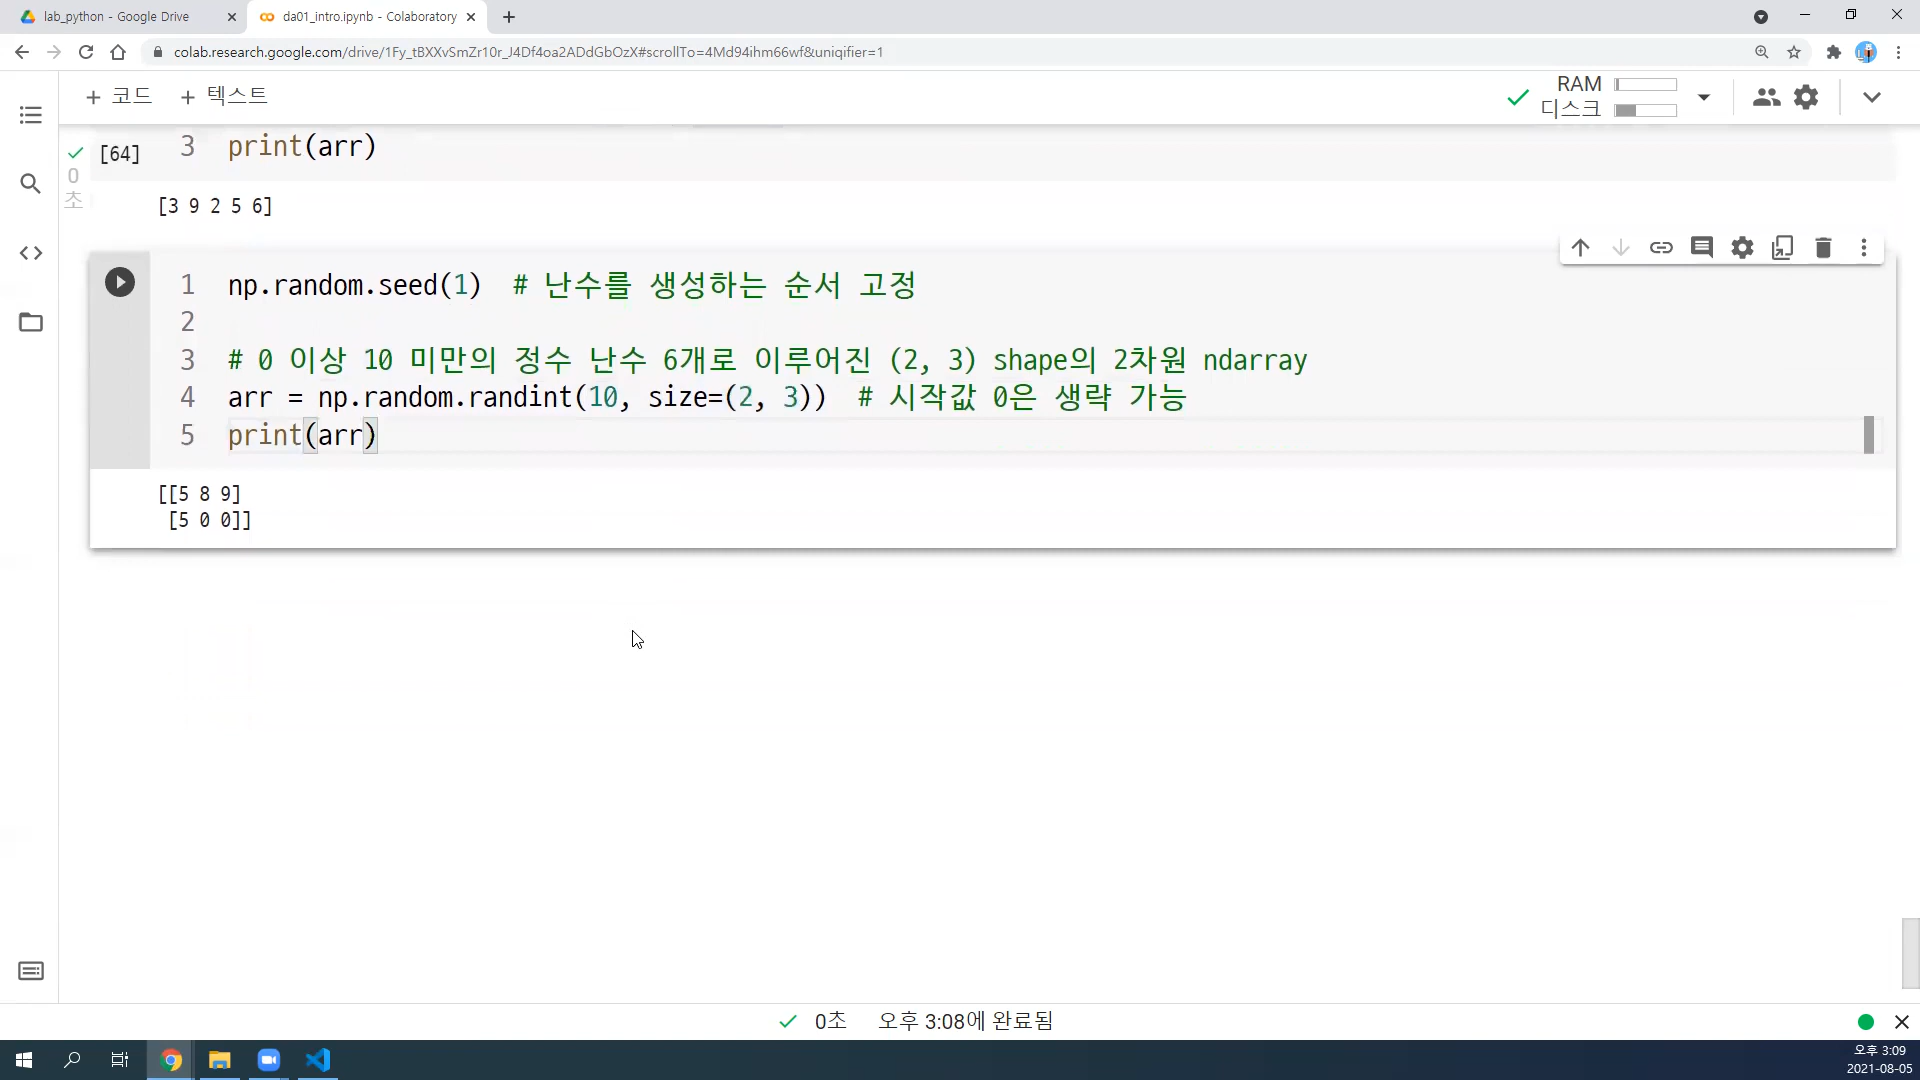 lab_python - Google Drive
da01_intro.ipynb - Colaboratory
colab.research.google.com/drive/1Fy_tBXXvSmZr10r_J4Df4oa2ADdGbOzX#scrollTo=4Md94ihm66wf&uniqifier=1
+ 코드 + 텍스트
RAM
디스크
[64]
0
초
3 print(arr)
[3 9 2 5 6]
1 np.random.seed(1) # 난수를 생성하는 순서 고정
2
3 # 0 이상 10 미만의 정수 난수 6개로 이루어진 (2, 3) shape의 2차원 ndarray
4 arr = np.random.randint(10, size=(2, 3)) # 시작값 0은 생략 가능
5 print(arr)
[[5 8 9]
[5 0 0]]
0초 오후 3:08에 완료됨
오후 3:09
2021-08-05